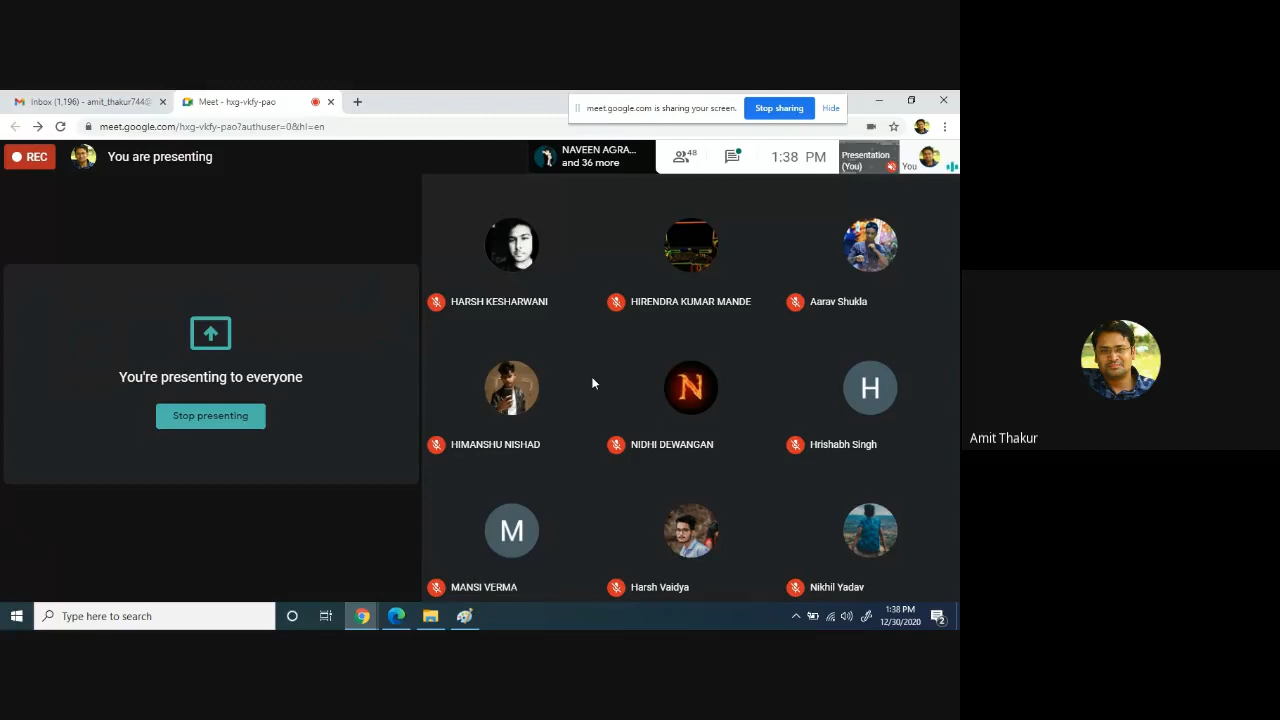 Inbox (1,196) - amit_thakur744@
Meet - hxg-vkfy-pao
meet.google.com is sharing your screen.
Stop sharing
Hide
meet.google.com/hxg-vkfy-pao?authuser=0&hl=en
REC
You are presenting
NAVEEN AGRA...
and 36 more
48
1:38 PM
Presentation
(You)
You
HARSH KESHARWANI
HIRENDRA KUMAR MANDE
Aarav Shukla
You're presenting to everyone
Stop presenting
N
H
HIMANSHU NISHAD
NIDHI DEWANGAN
Hrishabh Singh
Amit Thakur
M
MANSI VERMA
Harsh Vaidya
Nikhil Yadav
Type here to search
1:38 PM
12/30/2020
2